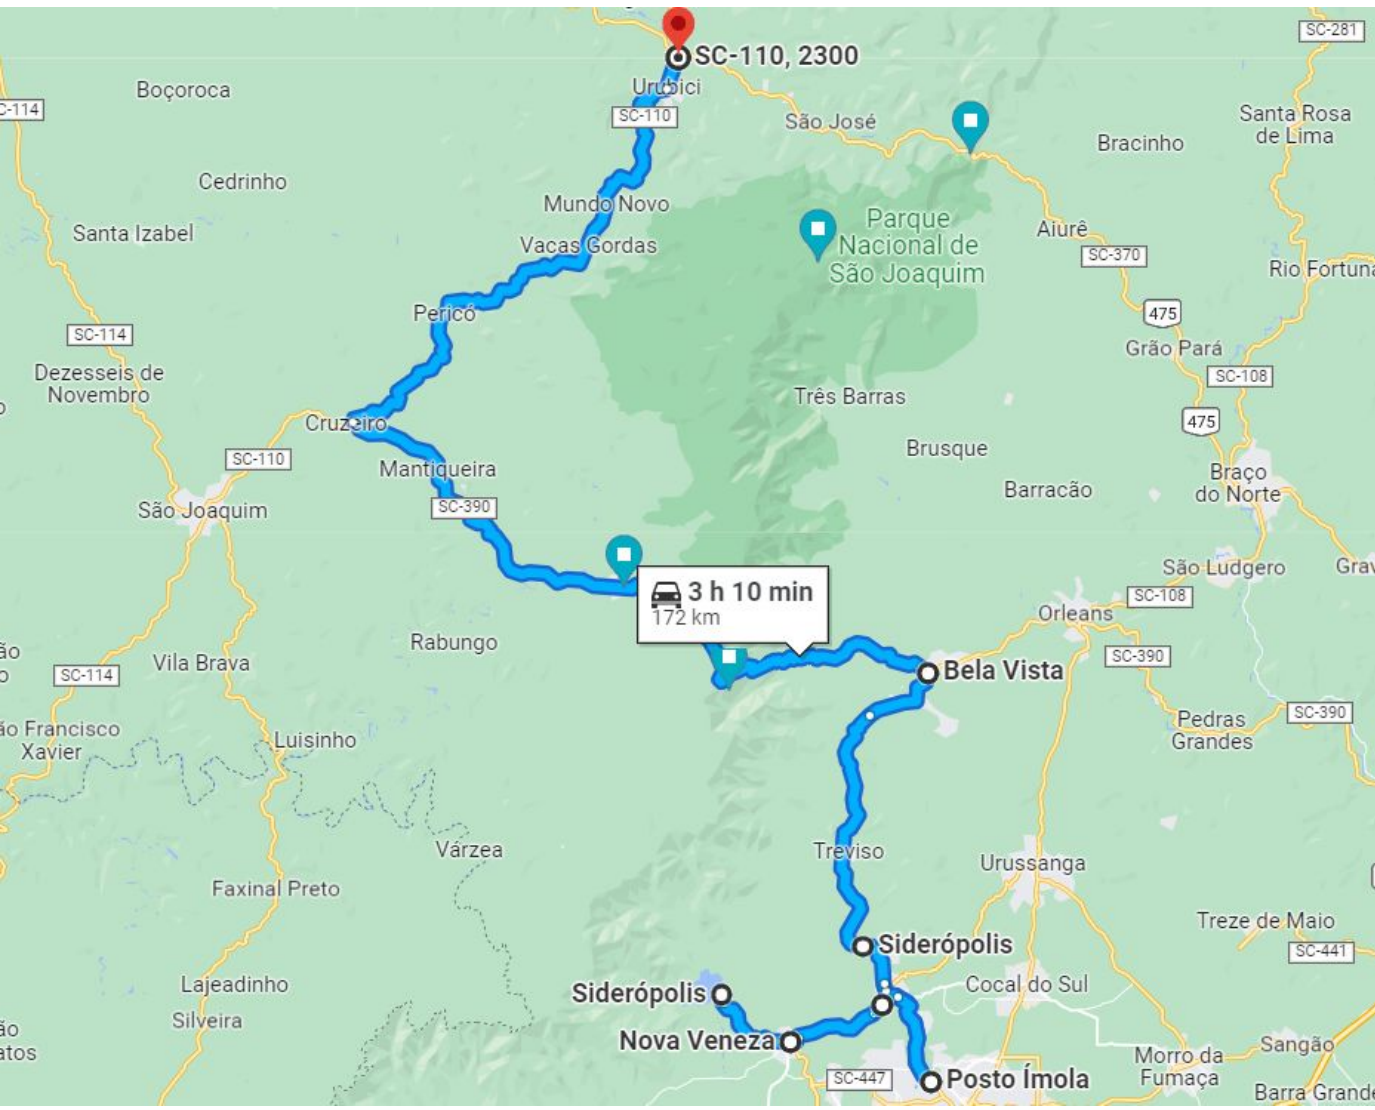 SC-281
SC-110, 2300
Boçoroca
Urubici
C-114
SC-110
São José
Santa Rosa
de Lima
Bracinho
Cedrinho
Mundo Novo
Santa Izabel
Vacas Gordas
Parque
Nacional de
São Joaquim
Aiurê
SC-370
Rio Fortuna
Pericó
475
SC-114
Grão Pará
Dezesseis de
Novembro
SC-108
Três Barras
Cruzeiro
475
SC-110
Mantiqueira
Brusque
Braço
do Norte
SC-390
Barracão
São Joaquim
São Ludgero
Grav
3 h 10 min
172 km
SC-108
Orleans
Rabungo
ão
o
Vila Brava
SC-390
SC-114
Bela Vista
ão Francisco
Xavier
Luisinho
Pedras
Grandes
SC-390
Várzea
Treviso
Urussanga
Faxinal Preto
Treze de Maio
Siderópolis
SC-441
Lajeadinho
Siderópolis
Cocal do Sul
Silveira
ão
atos
Nova Veneza
Sangão
Morro da
Fumaça
SC-447
Posto Ímola
Barra Grande